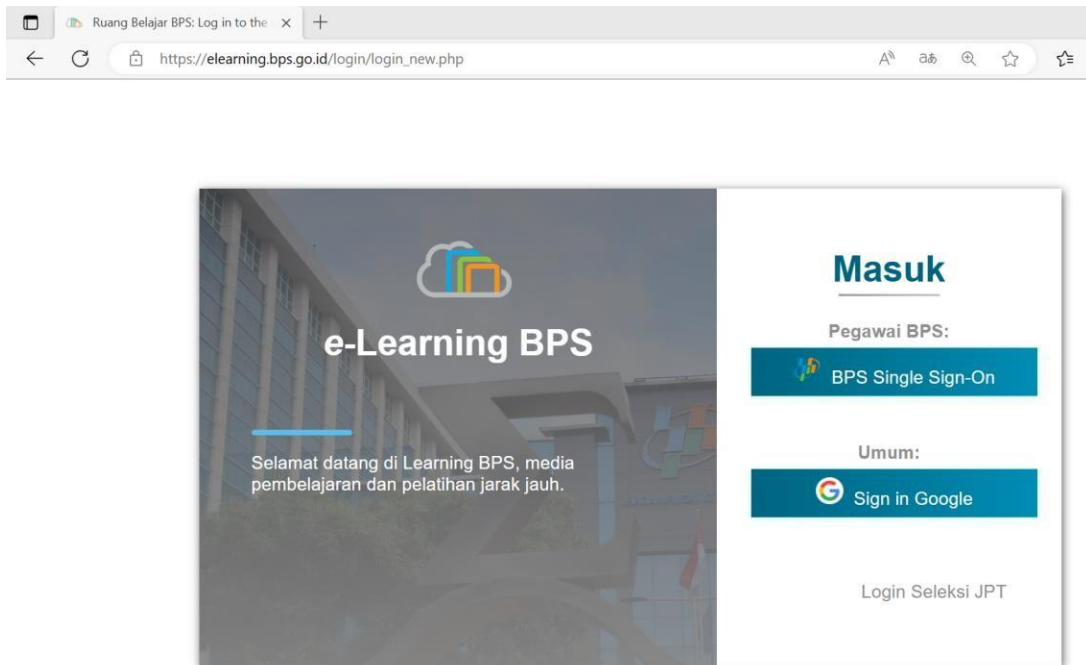 Ruang Belajar BPS: Log in to the
https://elearning.bps.go.id/login/login_new.php
e-Learning BPS
Selamat datang di Learning BPS, media
pembelajaran dan pelatihan jarak jauh.
Masuk
Pegawai BPS:
BPS Single Sign-On
Umum:
Sign in Google
Login Seleksi JPT